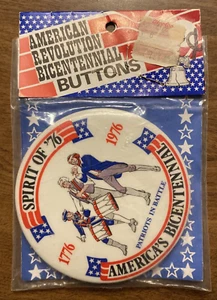 AMERICAN
REVOLUTION
BICENTENNIAL
BUTTONS
SPIRIT OF '76
1776
1976
PATRIOTS IN BATTLE
AMERICA'S BICENTENNIAL